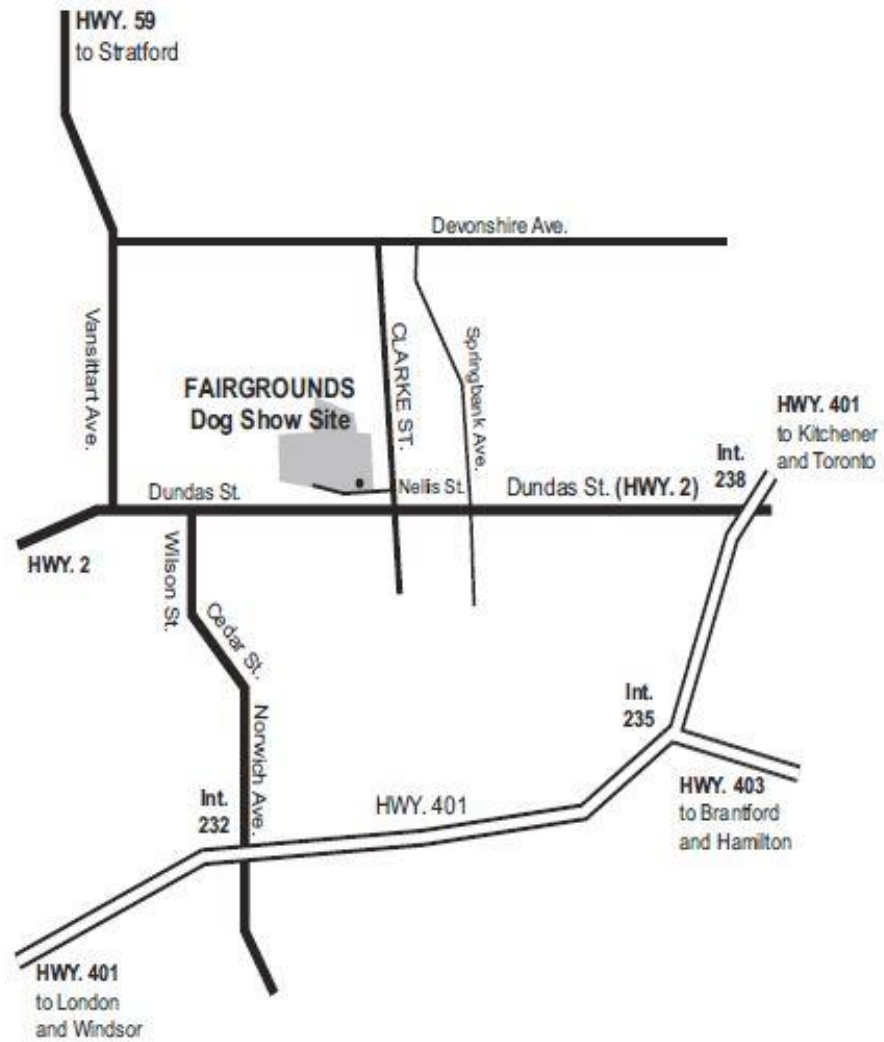 HWY. 59
to Stratford
Devonshire Ave.
Vansittart Ave.
CLARKE ST.
Springbank Ave.
FAIRGROUNDS
Dog Show Site
HWY. 401
to Kitchener
and Toronto
Int.
238
Dundas St.
Nellis St.
Dundas St. (HWY. 2)
HWY. 2
Wilson St.
Cedar St.
Norwich Ave.
Int.
235
Int.
232
HWY. 401
HWY. 403
to Brantford
and Hamilton
HWY. 401
to London
and Windsor